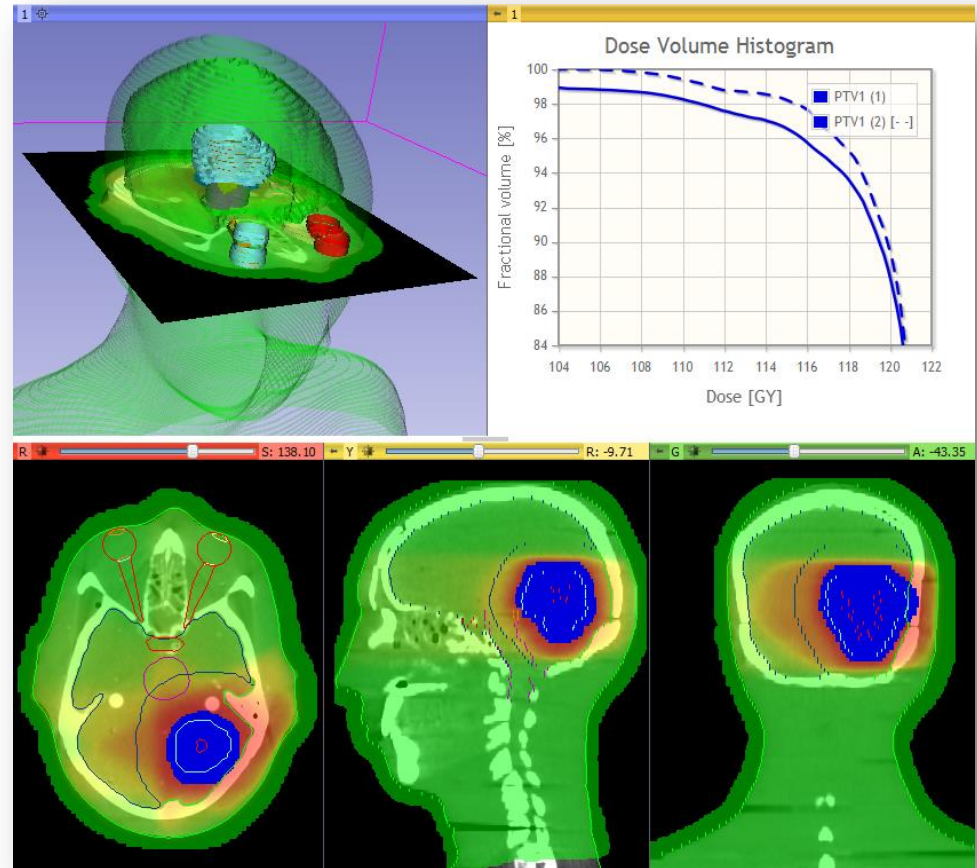 1
1
Dose Volume Histogram
Fractional volume [%]
100
98
96
94
92
90
88
86
84
PTV1 (1)
PTV1 (2) [- -]
104 106 108 110 112 114 116 118 120 122
Dose [GY]
R S: 138.10
Y R: -9.71
G A: -43.35